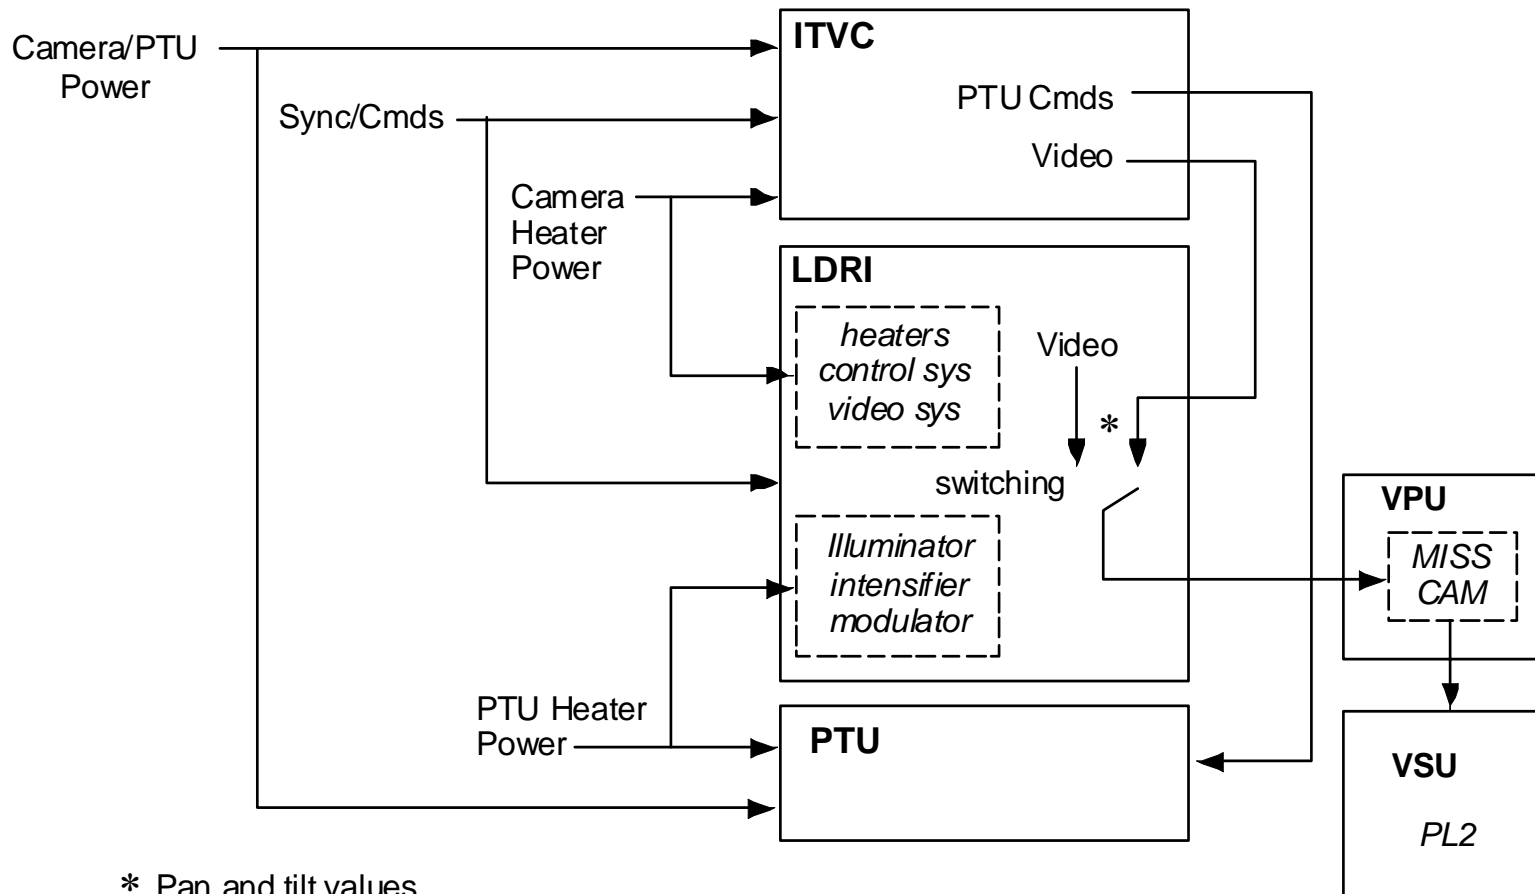 Camera/PTU
Power
Sync/Cmds
Camera
Heater
Power
PTU Heater
Power
ITVC
PTU Cmds
Video
LDRI
heaters
control sys
video sys
Video
*
switching
Illuminator
intensifier
modulator
PTU
VPU
MISS
CAM
VSU
PL2
* Pan and tilt values